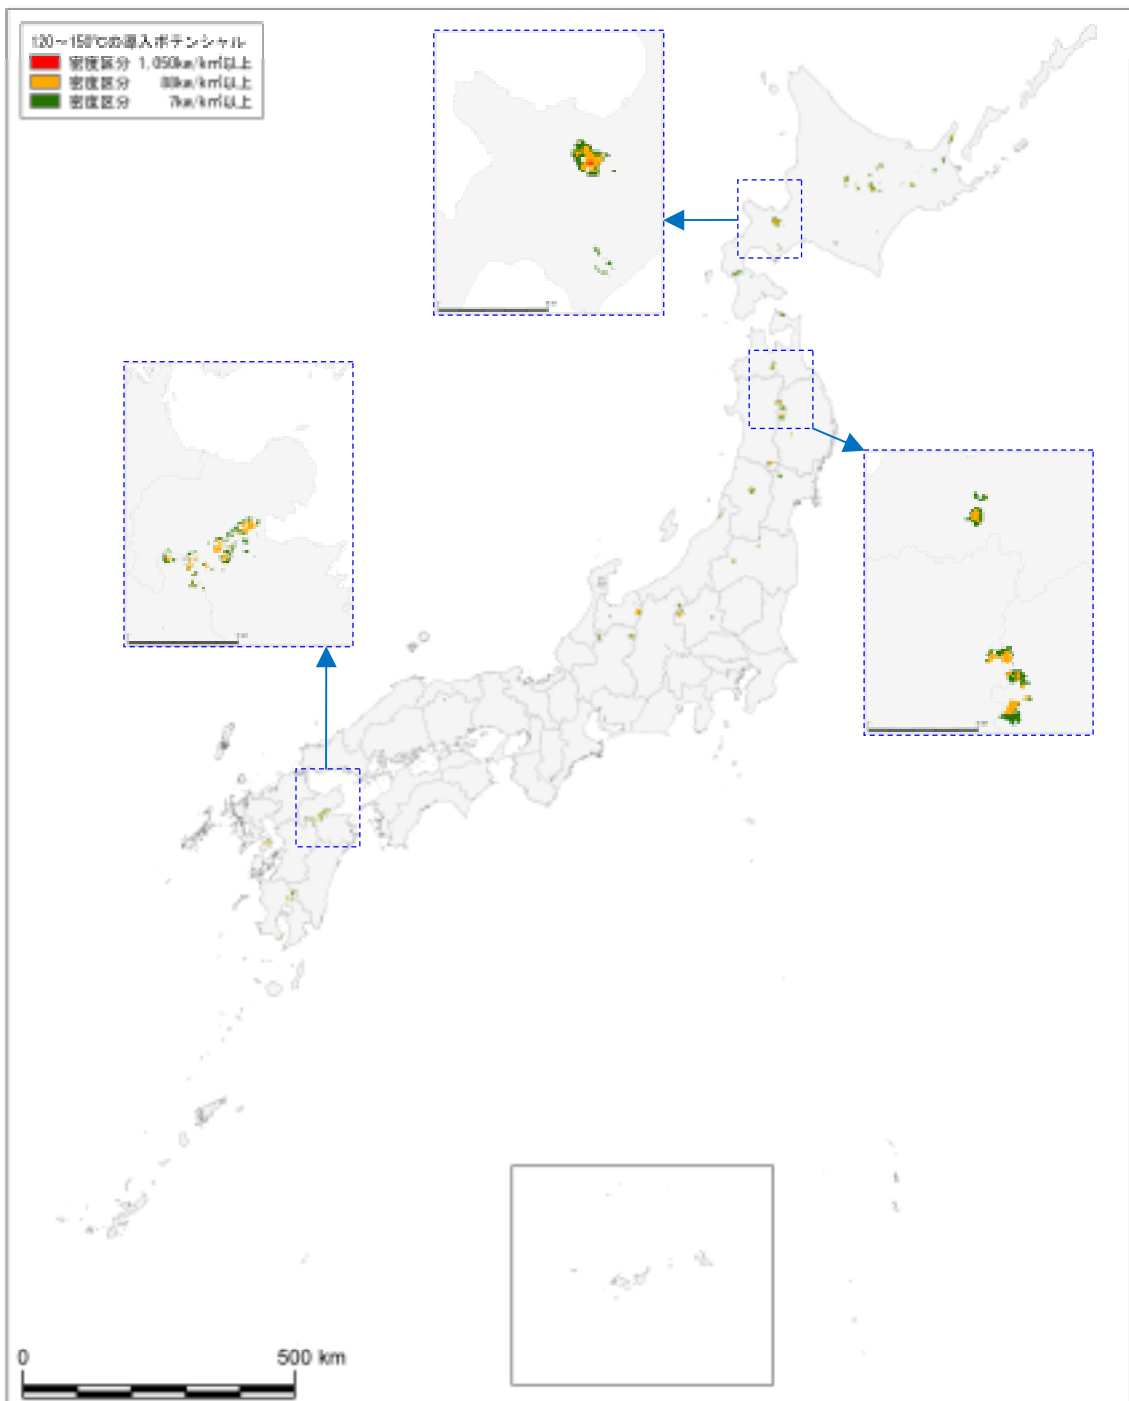 120~150℃の導入ポテンシャル
密度区分 1,050kw/k㎡以上
密度区分 88kw/k㎡以上
密度区分 7kw/k㎡以上
0 500 km